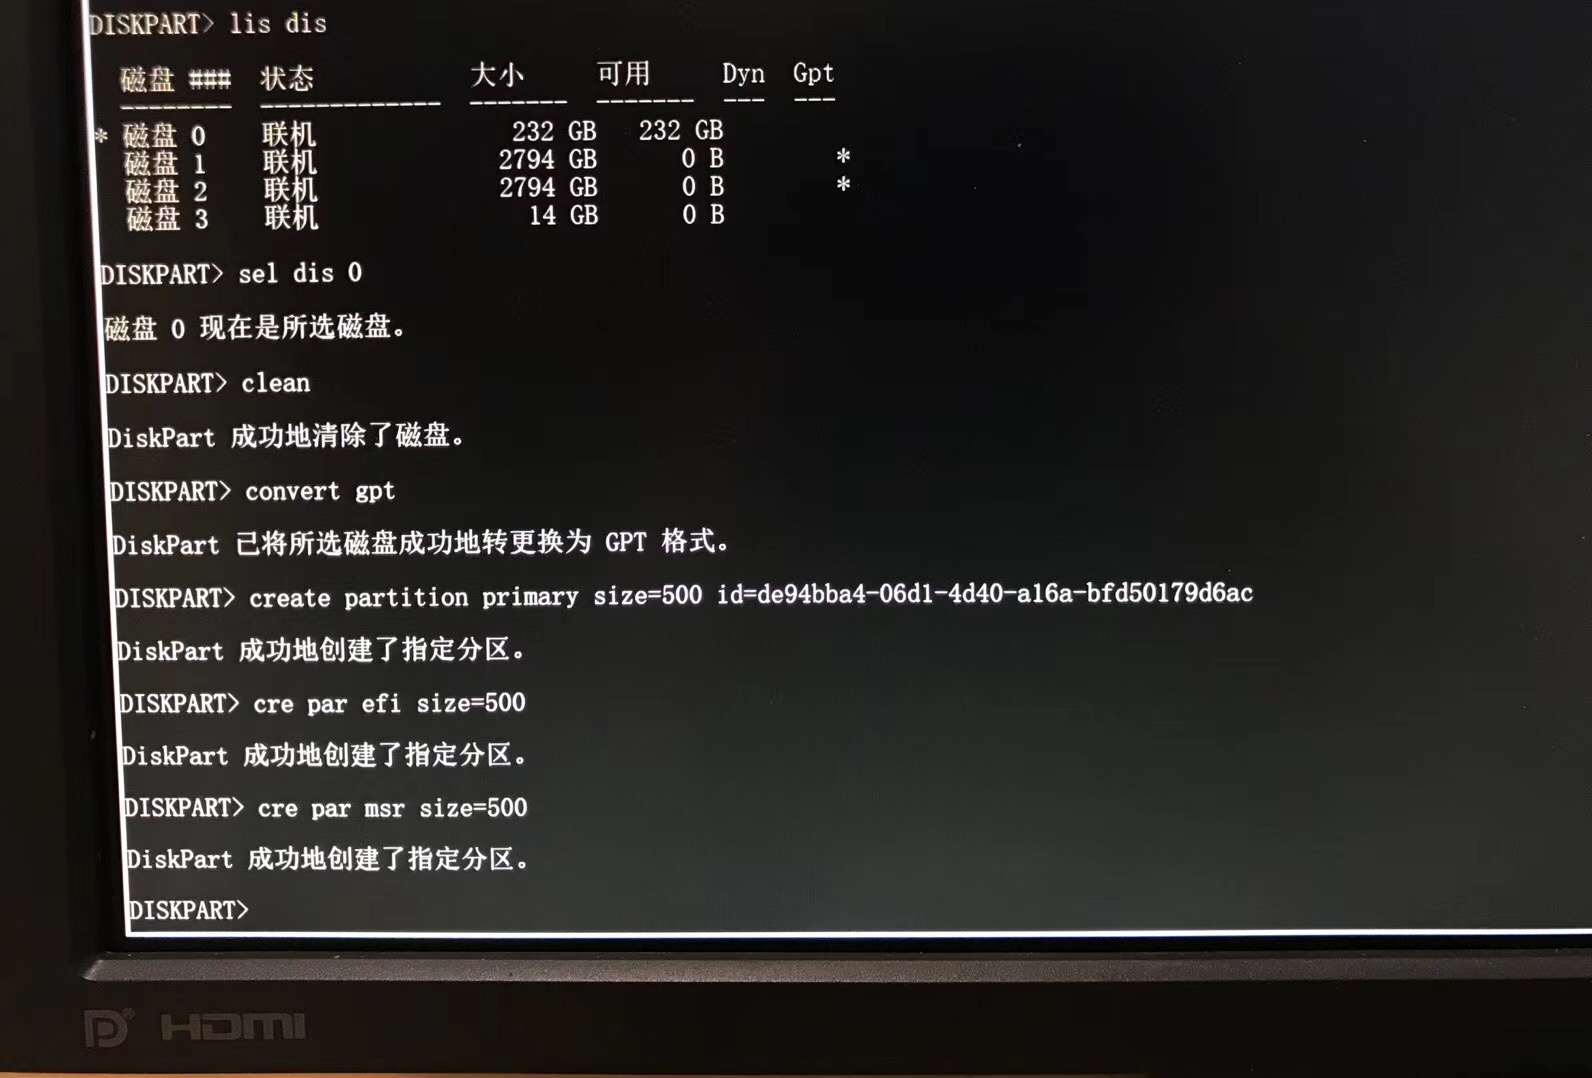 DISKPART> lis dis
磁盘 ### 状态 大小 可用 Dyn Gpt
-------- ------------- ------- ------- --- ---
* 磁盘 0 联机 232 GB 232 GB
磁盘 1 联机 2794 GB 0 B *
磁盘 2 联机 2794 GB 0 B *
磁盘 3 联机 14 GB 0 B
DISKPART> sel dis 0
磁盘 0 现在是所选磁盘。
DISKPART> clean
DiskPart 成功地清除了磁盘。
DISKPART> convert gpt
DiskPart 已将所选磁盘成功地转更换为 GPT 格式。
DISKPART> create partition primary size=500 id=de94bba4-06d1-4d40-a16a-bfd50179d6ac
DiskPart 成功地创建了指定分区。
DISKPART> cre par efi size=500
DiskPart 成功地创建了指定分区。
DISKPART> cre par msr size=500
DiskPart 成功地创建了指定分区。
DISKPART>
DP® HDMI